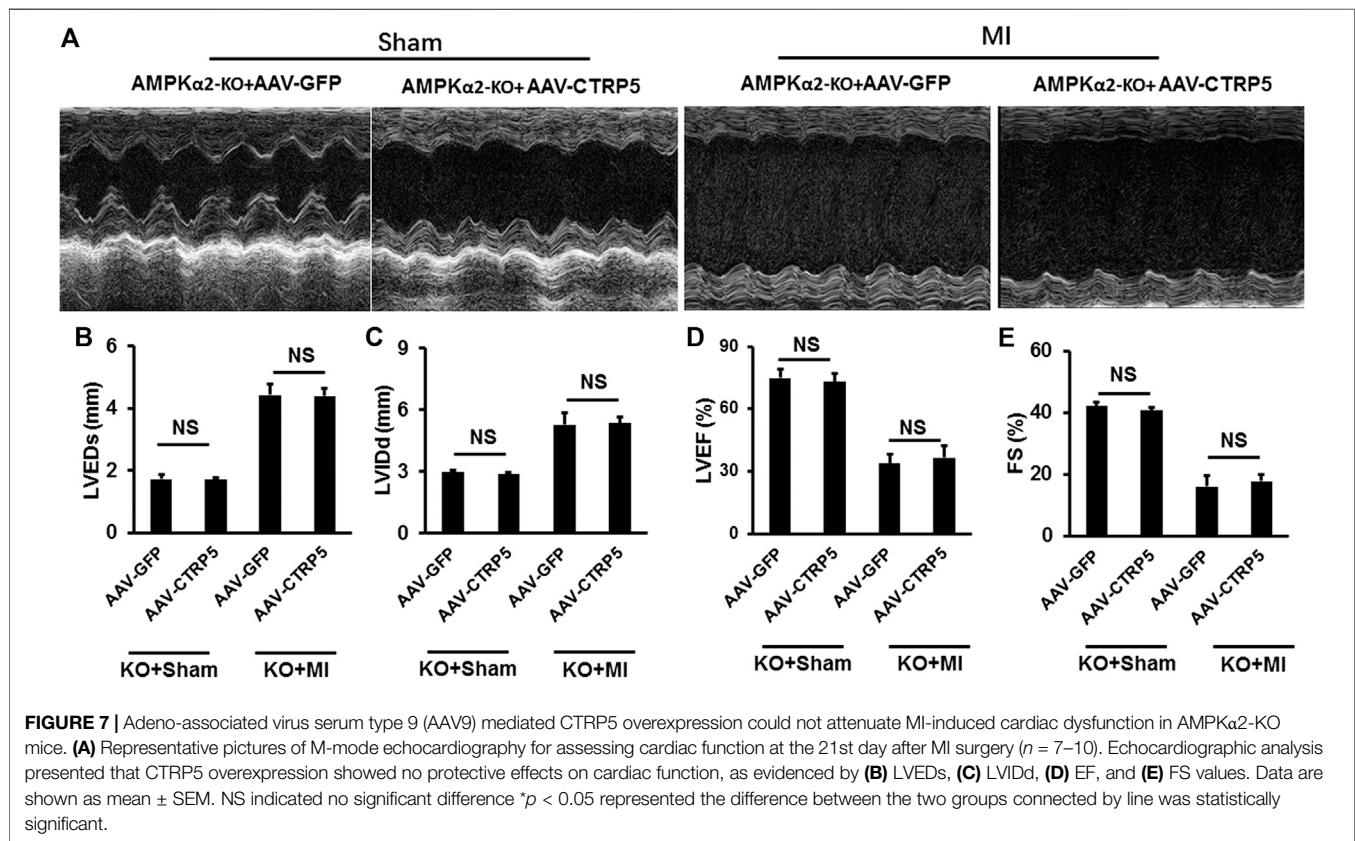 A
Sham
MI
AMPKα2-KO+AAV-GFP
AMPKα2-KO+AAV-CTRP5
AMPKα2-KO+AAV-GFP
AMPKα2-KO+AAV-CTRP5
B
LVEDs (mm)
6
4
2
0
NS
NS
AAV-GFP
AAV-CTRP5
AAV-GFP
AAV-CTRP5
KO+Sham
KO+MI
C
LVIDd (mm)
9
6
3
0
NS
NS
AAV-GFP
AAV-CTRP5
AAV-GFP
AAV-CTRP5
KO+Sham
KO+MI
D
LVEF (%)
90
60
30
0
NS
NS
AAV-GFP
AAV-CTRP5
AAV-GFP
AAV-CTRP5
KO+Sham
KO+MI
E
FS (%)
60
40
20
0
NS
NS
AAV-GFP
AAV-CTRP5
AAV-GFP
AAV-CTRP5
KO+Sham
KO+MI
FIGURE 7 | Adeno-associated virus serum type 9 (AAV9) mediated CTRP5 overexpression could not attenuate MI-induced cardiac dysfunction in AMPKα2-KO
mice. (A) Representative pictures of M-mode echocardiography for assessing cardiac function at the 21st day after MI surgery (n = 7–10). Echocardiographic analysis
presented that CTRP5 overexpression showed no protective effects on cardiac function, as evidenced by (B) LVEDs, (C) LVIDd, (D) EF, and (E) FS values. Data are
shown as mean ± SEM. NS indicated no significant difference *p < 0.05 represented the difference between the two groups connected by line was statistically
significant.